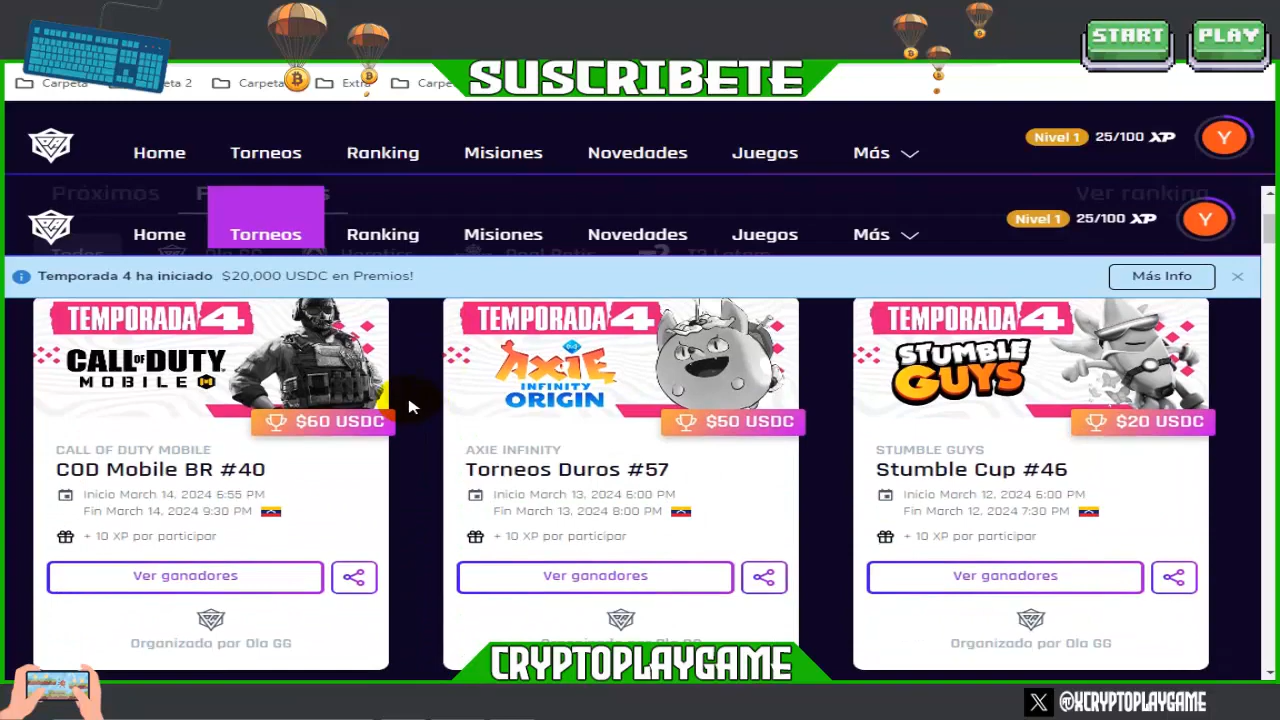 START PLAY
SUSCRIBETE
Carpeta 2 Carpeta Extra Carpe
Home Torneos Ranking Misiones Novedades Juegos Más Nivel 1 25/100 XP Y
Próximos Ver ranking
Home Torneos Ranking Misiones Novedades Juegos Más Nivel 1 25/100 XP Y
Temporada 4 ha iniciado $20,000 USDC en Premios! Más Info
TEMPORADA 4
CALL OF DUTY
MOBILE
$60 USDC
CALL OF DUTY MOBILE
COD Mobile BR #40
Inicio March 14, 2024 6:55 PM
Fin March 14, 2024 9:30 PM
+ 10 XP por participar
Ver ganadores
Organizado por Ola GG
TEMPORADA 4
AXIE
INFINITY
ORIGIN
$50 USDC
AXIE INFINITY
Torneos Duros #57
Inicio March 13, 2024 6:00 PM
Fin March 13, 2024 8:00 PM
+ 10 XP por participar
Ver ganadores
Organizado por Ola GG
TEMPORADA 4
STUMBLE
GUYS
$20 USDC
STUMBLE GUYS
Stumble Cup #46
Inicio March 12, 2024 6:00 PM
Fin March 12, 2024 7:30 PM
+ 10 XP por participar
Ver ganadores
Organizado por Ola GG
CRYPTOPLAYGAME
X @XCRYPTOPLAYGAME